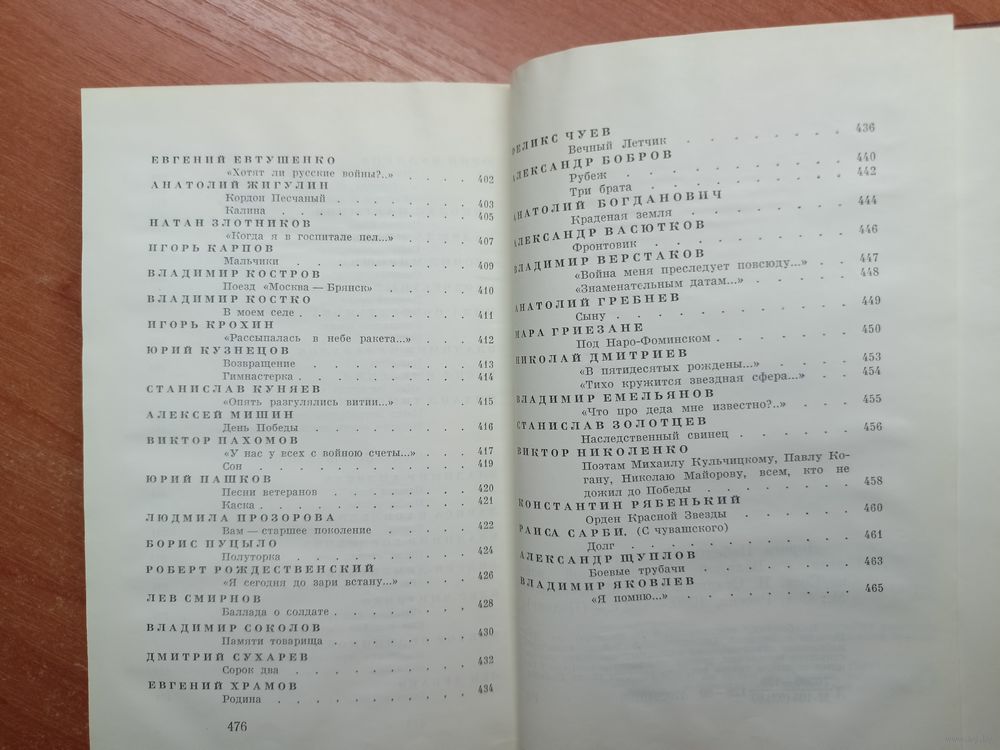 ЕВГЕНИЙ ЕВТУШЕНКО
«Хотят ли русские войны?..» . . . . 402
АНАТОЛИЙ ЖИГУЛИН
Кордон Песчаный . . . . . . . 403
Калина . . . . . . . . . . 405
НАТАН ЗЛОТНИКОВ
«Когда я в госпитале пел...» . . . . 407
ИГОРЬ КАРПОВ
Мальчики . . . . . . . . . 409
ВЛАДИМИР КОСТРОВ
Поезд «Москва — Брянск» . . . . . 410
ВЛАДИМИР КОСТКО
В моем селе . . . . . . . . . 411
ИГОРЬ КРОХИН
«Рассыпалась в небе ракета...» . . . 412
ЮРИЙ КУЗНЕЦОВ
Возвращение . . . . . . . . 413
Гимнастерка . . . . . . . . . 414
СТАНИСЛАВ КУНЯЕВ
«Опять разгулялись витии...» . . . . 415
АЛЕКСЕЙ МИШИН
День Победы . . . . . . . . 416
ВИКТОР ПАХОМОВ
«У нас у всех с войною счеты...» . . . 417
Сон . . . . . . . . . . . 419
ЮРИЙ ПАШКОВ
Песни ветеранов . . . . . . . 420
Каска . . . . . . . . . . . 421
ЛЮДМИЛА ПРОЗОРОВА
Вам — старшее поколение . . . . . 422
БОРИС ПУЦЫЛО
Полуторка . . . . . . . . . 424
РОБЕРТ РОЖДЕСТВЕНСКИЙ
«Я сегодня до зари встану...» . . . . 426
ЛЕВ СМИРНОВ
Баллада о солдате . . . . . . . 428
ВЛАДИМИР СОКОЛОВ
Памяти товарища . . . . . . . 430
ДМИТРИЙ СУХАРЕВ
Сорок два . . . . . . . . . 432
ЕВГЕНИЙ ХРАМОВ
Родина . . . . . . . . . . 434
476
ФЕЛИКС ЧУЕВ
Вечный Летчик . . . . . . . 436
АЛЕКСАНДР БОБРОВ
Рубеж . . . . . . . . . . 440
Три брата . . . . . . . . . 442
АНАТОЛИЙ БОГДАНОВИЧ
Краденая земля . . . . . . . 444
АЛЕКСАНДР ВАСЮТКОВ
Фронтовик . . . . . . . . . 446
ВЛАДИМИР ВЕРСТАКОВ
«Война меня преследует повсюду...» . . 447
«Знаменательным датам...» . . . . . 448
АНАТОЛИЙ ГРЕБНЕВ
Сыну . . . . . . . . . . 449
МАРА ГРИЕЗАНЕ
Под Наро-Фоминском . . . . . . 450
НИКОЛАЙ ДМИТРИЕВ
«В пятидесятых рождены...» . . . . 453
«Тихо кружится звездная сфера...» . . 454
ВЛАДИМИР ЕМЕЛЬЯНОВ
«Что про деда мне известно?..» . . . 455
СТАНИСЛАВ ЗОЛОТЦЕВ
Наследственный свинец . . . . . . 456
ВИКТОР НИКОЛЕНКО
Поэтам Михаилу Кульчицкому, Павлу Ко-
гану, Николаю Майорову, всем, кто не
дожил до Победы . . . . . . . 458
КОНСТАНТИН РЯБЕНЬКИЙ
Орден Красной Звезды . . . . . . 460
РАИСА САРБИ. (С чувашского)
Долг . . . . . . . . . . 461
АЛЕКСАНДР ЩУПЛОВ
Боевые трубачи . . . . . . . 463
ВЛАДИМИР ЯКОВЛЕВ
«Я помню...» . . . . . . . . 465